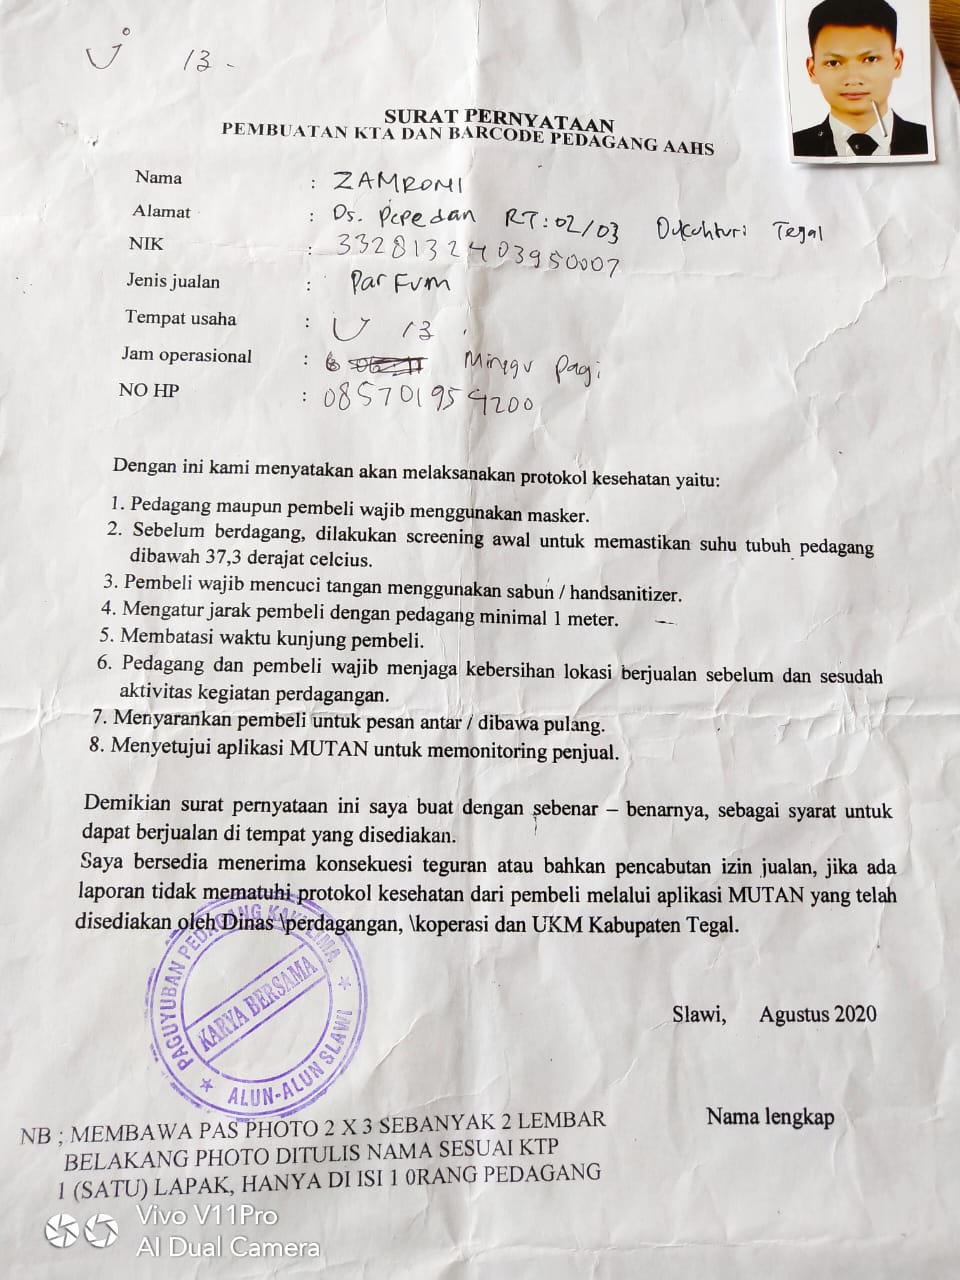 U 13 -
SURAT PERNYATAAN
PEMBUATAN KTA DAN BARCODE PEDAGANG AAHS
Nama : ZAMRONI
Alamat : Ds. Pepedan RT:02/03 Dukuhturi Tegal
NIK : 3328132403950007
Jenis jualan : ParFum
Tempat usaha : U 13
Jam operasional : Minggu Pagi
NO HP : 085701954200
Dengan ini kami menyatakan akan melaksanakan protokol kesehatan yaitu:
1. Pedagang maupun pembeli wajib menggunakan masker.
2. Sebelum berdagang, dilakukan screening awal untuk memastikan suhu tubuh pedagang
dibawah 37,3 derajat celcius.
3. Pembeli wajib mencuci tangan menggunakan sabun / handsanitizer.
4. Mengatur jarak pembeli dengan pedagang minimal 1 meter.
5. Membatasi waktu kunjung pembeli.
6. Pedagang dan pembeli wajib menjaga kebersihan lokasi berjualan sebelum dan sesudah
aktivitas kegiatan perdagangan.
7. Menyarankan pembeli untuk pesan antar / dibawa pulang.
8. Menyetujui aplikasi MUTAN untuk memonitoring penjual.
Demikian surat pernyataan ini saya buat dengan sebenar – benarnya, sebagai syarat untuk
dapat berjualan di tempat yang disediakan.
Saya bersedia menerima konsekuesi teguran atau bahkan pencabutan izin jualan, jika ada
laporan tidak mematuhi protokol kesehatan dari pembeli melalui aplikasi MUTAN yang telah
disediakan oleh Dinas \perdagangan, \koperasi dan UKM Kabupaten Tegal.
PAGUYUBAN PEDAGANG KAKI LIMA
KARYA BERSAMA
ALUN-ALUN SLAWI
Slawi, Agustus 2020
Nama lengkap
NB ; MEMBAWA PAS PHOTO 2 X 3 SEBANYAK 2 LEMBAR
BELAKANG PHOTO DITULIS NAMA SESUAI KTP
1 (SATU) LAPAK, HANYA DI ISI 1 0RANG PEDAGANG
Vivo V11Pro
AI Dual Camera